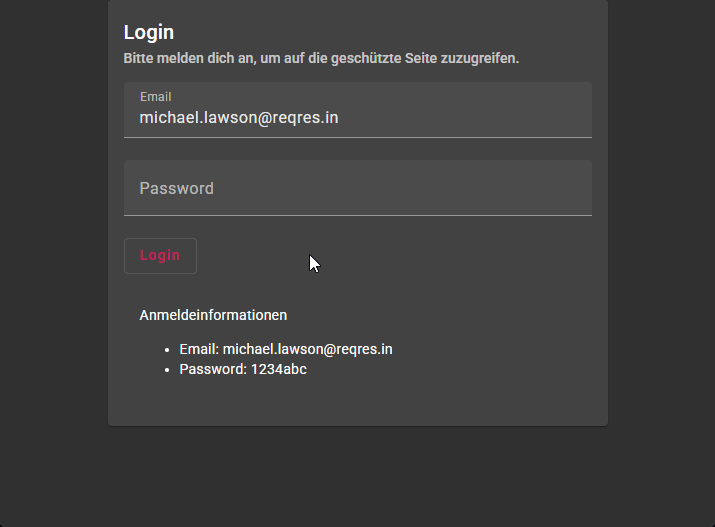 Login
Bitte melden dich an, um auf die geschützte Seite zuzugreifen.
Email
michael.lawson@reqres.in
Password
Login
Anmeldeinformationen
• Email: michael.lawson@reqres.in
• Password: 1234abc